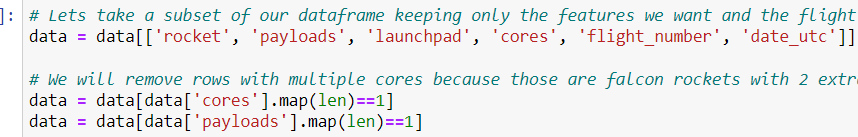 ]: # Lets take a subset of our dataframe keeping only the features we want and the flight
data = data[['rocket', 'payloads', 'launchpad', 'cores', 'flight_number', 'date_utc']]
# We will remove rows with multiple cores because those are falcon rockets with 2 extr
data = data[data['cores'].map(len)==1]
data = data[data['payloads'].map(len)==1]